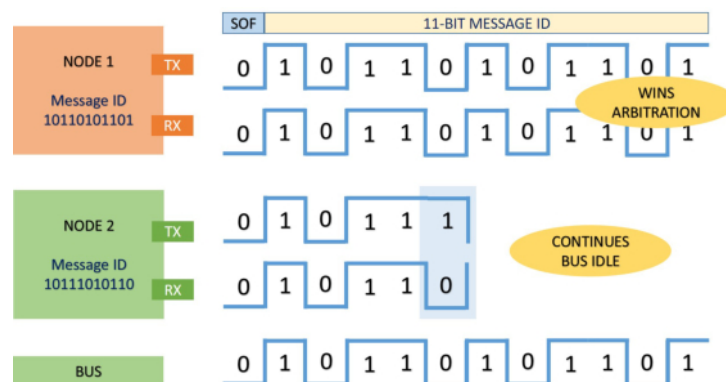 SOF 11-BIT MESSAGE ID
NODE 1 TX 0 1 0 1 1 0 1 0 1 1 0 1
Message ID
10110101101
WINS
ARBITRATION
RX 0 1 0 1 1 0 1 0 1 1 0 1
NODE 2 TX 0 1 0 1 1 1
Message ID
10111010110
CONTINUES
BUS IDLE
RX 0 1 0 1 1 0
BUS 0 1 0 1 1 0 1 0 1 1 0 1